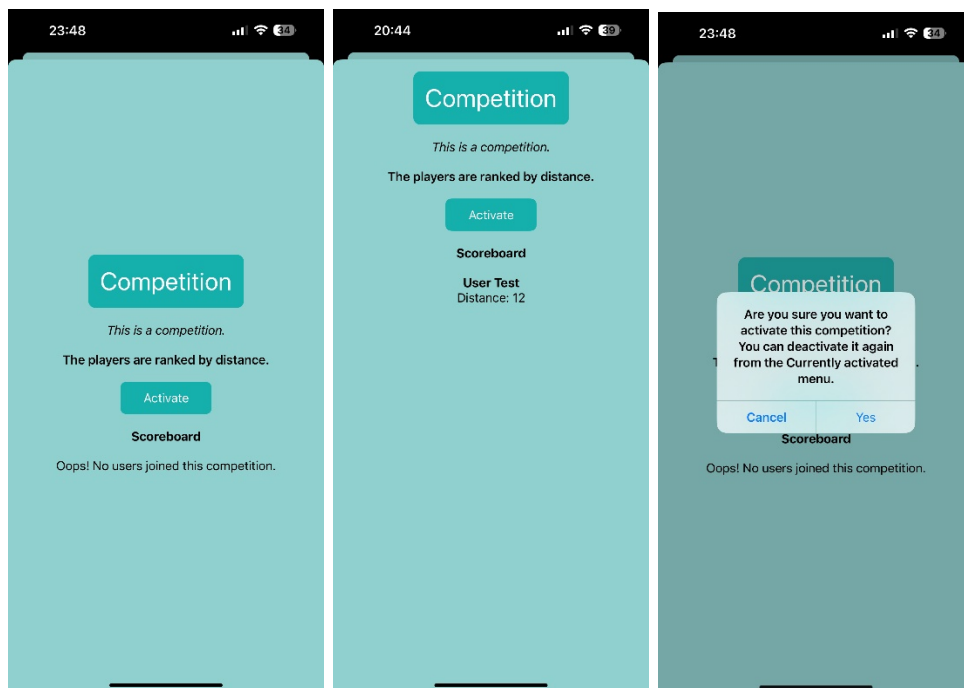 23:48
34
Competition
This is a competition.
The players are ranked by distance.
Activate
Scoreboard
Oops! No users joined this competition.
20:44
39
Competition
This is a competition.
The players are ranked by distance.
Activate
Scoreboard
User Test
Distance: 12
23:48
34
Competition
T
.
Are you sure you want to
activate this competition?
You can deactivate it again
from the Currently activated
menu.
Cancel
Yes
Scoreboard
Oops! No users joined this competition.